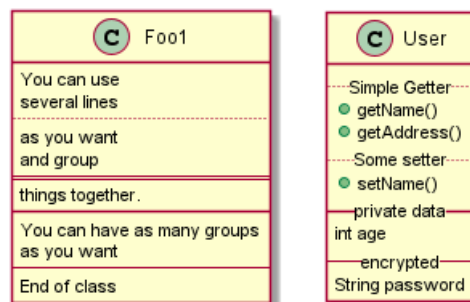 C Foo1
You can use
several lines
as you want
and group
things together.
You can have as many groups
as you want
End of class
C User
Simple Getter
getName()
getAddress()
Some setter
setName()
private data
int age
encrypted
String password